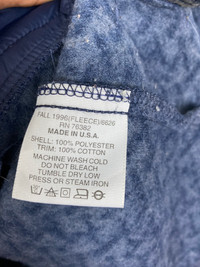 FALL 1996(FLEECE)/6626
RN 76382
MADE IN U.S.A.
SHELL: 100% POLYESTER
TRIM: 100% COTTON
MACHINE WASH COLD
DO NOT BLEACH
TUMBLE DRY LOW
PRESS OR STEAM IRON